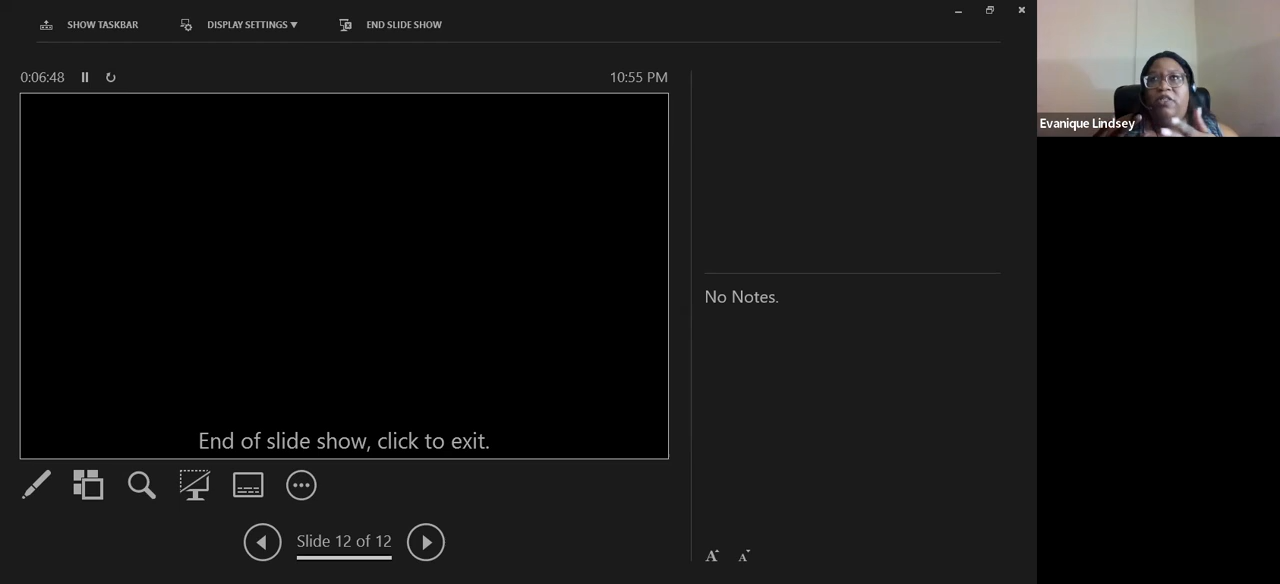 SHOW TASKBAR
DISPLAY SETTINGS ▼
END SLIDE SHOW
0:06:48
10:55 PM
Evanique Lindsey
No Notes.
End of slide show, click to exit.
Slide 12 of 12
A
A